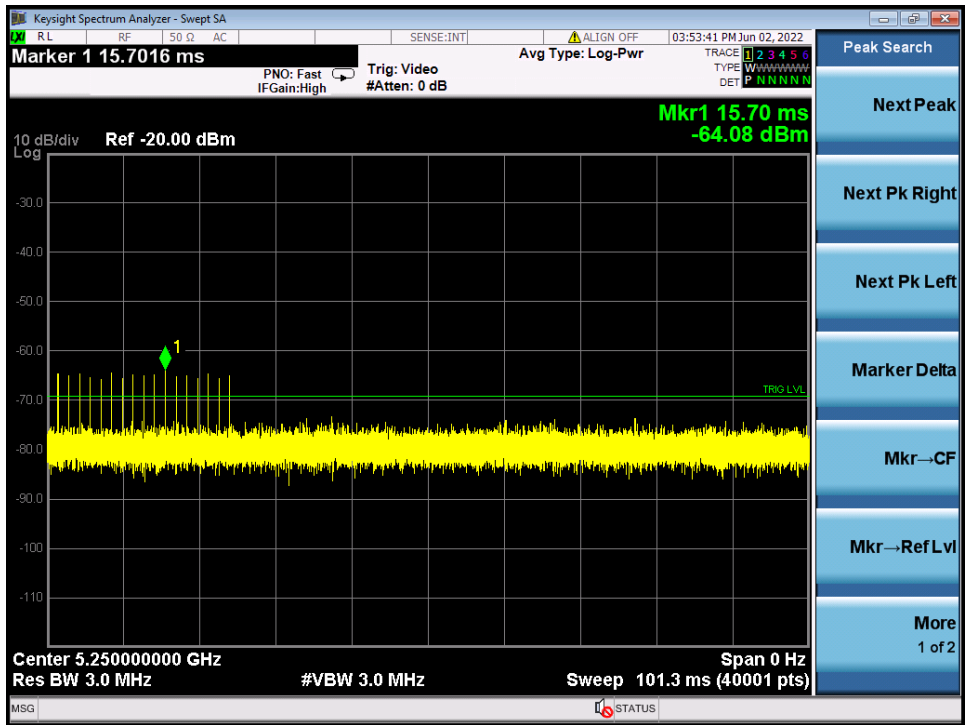 Keysight Spectrum Analyzer - Swept SA
LXI RL RF 50 Ω AC SENSE:INT ALIGN OFF 03:53:41 PM Jun 02, 2022
Marker 1 15.7016 ms
PNO: Fast
IFGain:High
Trig: Video
#Atten: 0 dB
Avg Type: Log-Pwr
TRACE 1 2 3 4 5 6
TYPE WWWWWW
DET P N N N N N
Mkr1 15.70 ms
-64.08 dBm
10 dB/div
Log
Ref -20.00 dBm
-30.0
-40.0
-50.0
-60.0
1
TRIG LVL
-70.0
-80.0
-90.0
-100
-110
Center 5.250000000 GHz
Span 0 Hz
Res BW 3.0 MHz
#VBW 3.0 MHz
Sweep 101.3 ms (40001 pts)
MSG
STATUS
Peak Search
Next Peak
Next Pk Right
Next Pk Left
Marker Delta
Mkr→CF
Mkr→Ref Lvl
More
1 of 2